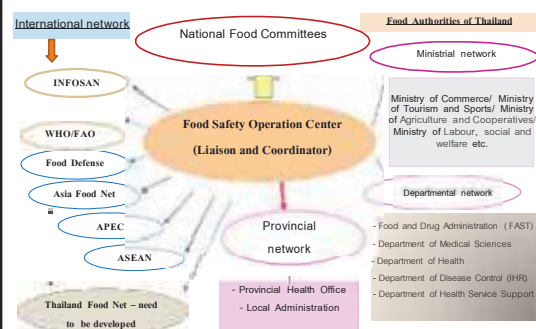 International network
National Food Committees
Food Authorities of Thailand
Ministrial network
INFOSAN
WHO/FAO
Food Defense
Asia Food Net
APEC
ASEAN
Thailand Food Net – need
to be developed
Food Safety Operation Center
(Liaison and Coordinator)
Provincial
network
- Provincial Health Office
- Local Administration
Ministry of Commerce/ Ministry
of Tourism and Sports/ Ministry
of Agriculture and Cooperatives/
Ministry of Labour, social and
welfare etc.
Departmental network
- Food and Drug Administration (FAST)
- Department of Medical Sciences
- Department of Health
- Department of Disease Control (IHR)
- Department of Health Service Support